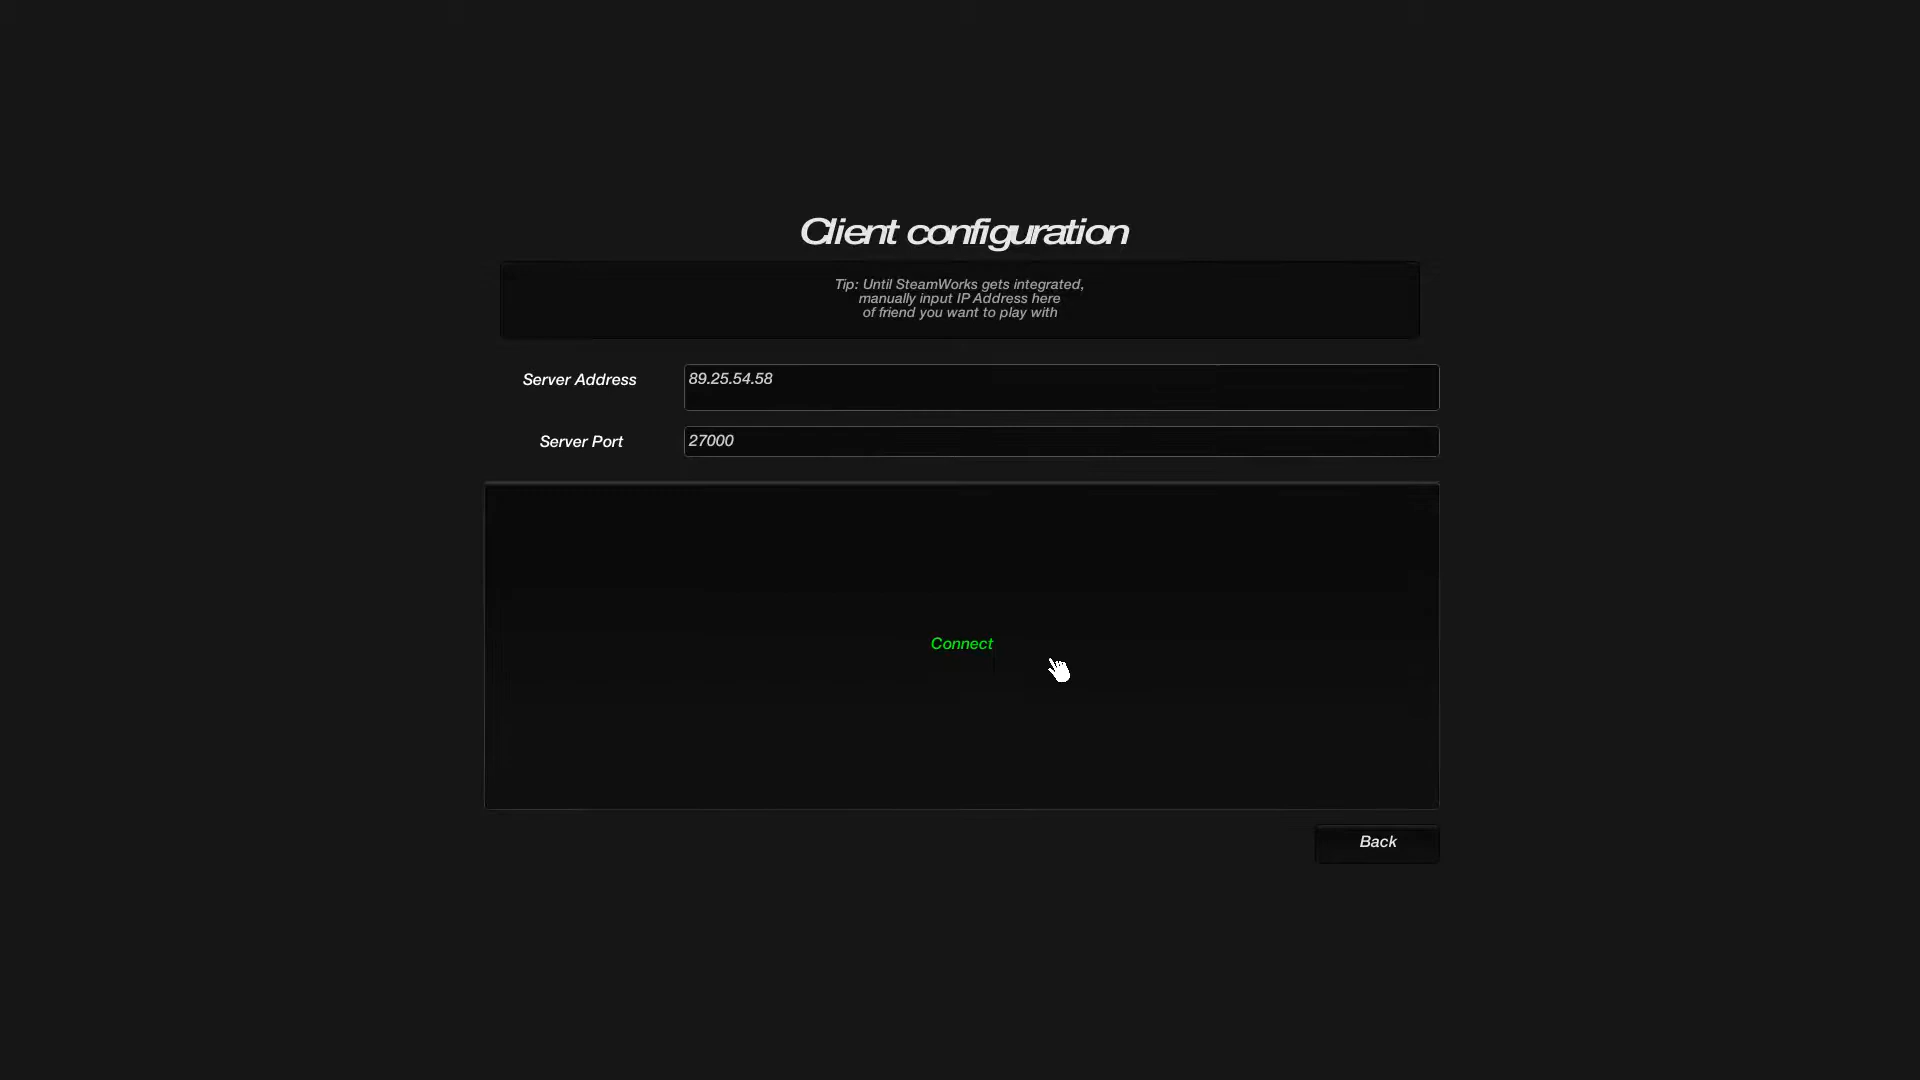 Client configuration
Tip: Until SteamWorks gets integrated,
manually input IP Address here
of friend you want to play with
Server Address
89.25.54.58
Server Port
27000
Connect
Back